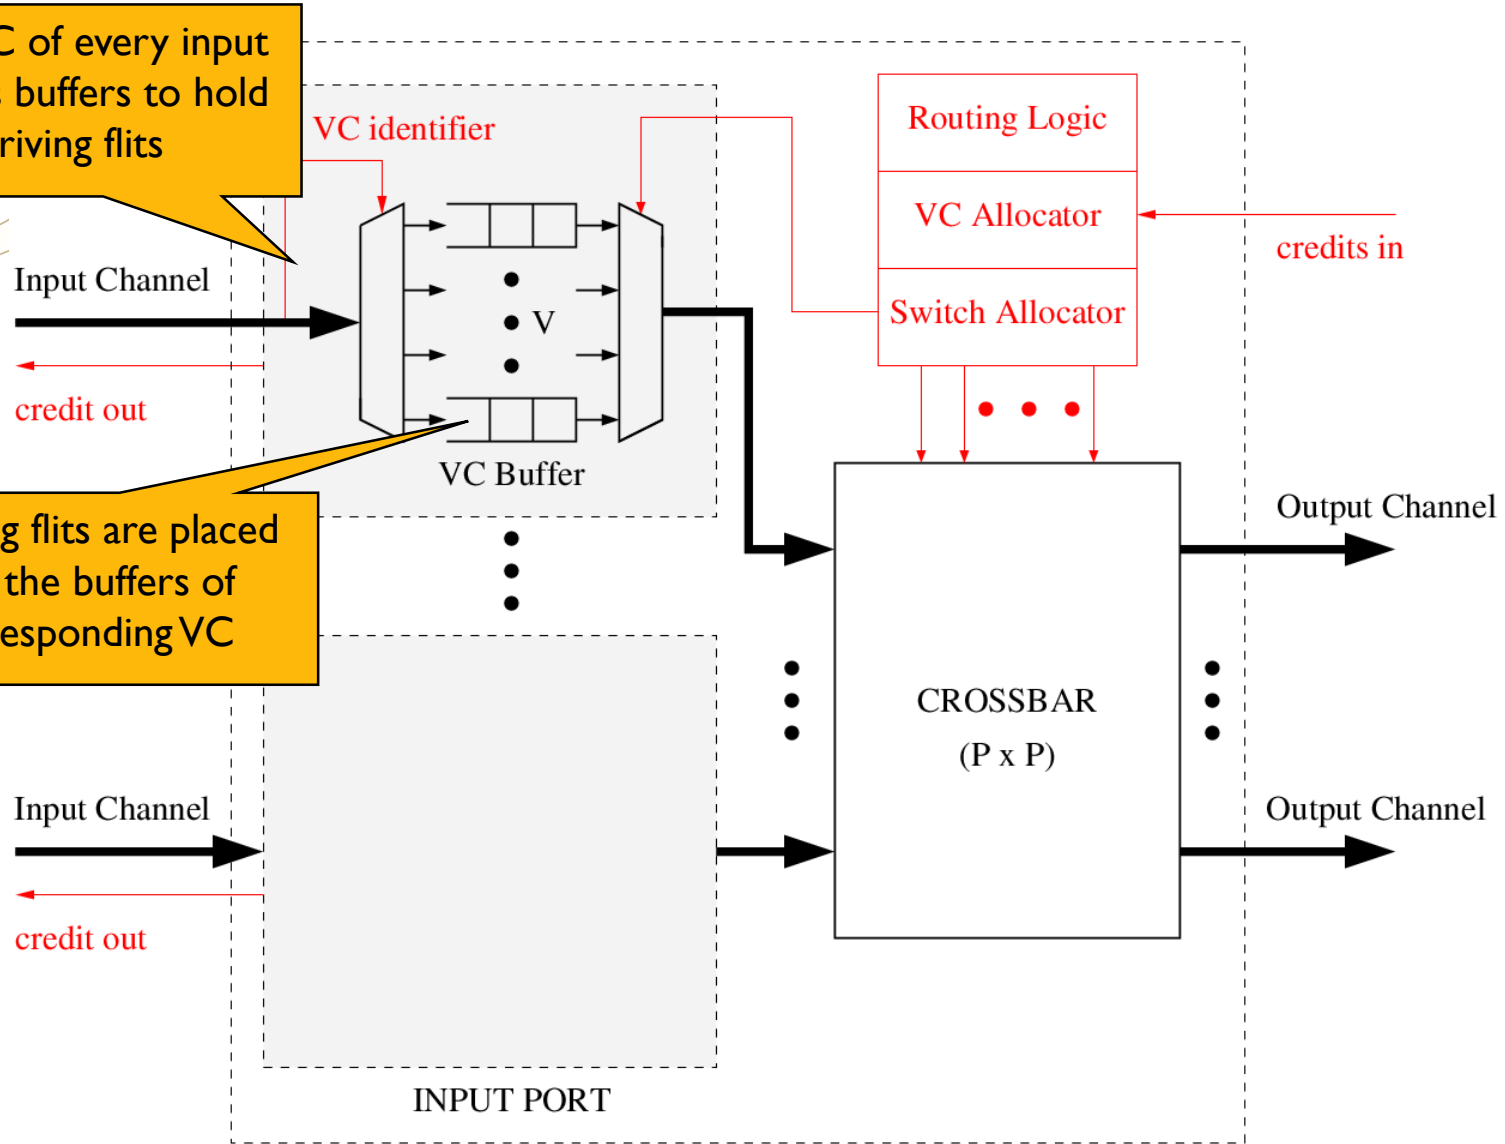 C of every input
s buffers to hold
riving flits
VC identifier
Routing Logic
VC Allocator
Switch Allocator
credits in
Input Channel
V
credit out
VC Buffer
g flits are placed
the buffers of
responding VC
Output Channel
CROSSBAR
(P x P)
Input Channel
Output Channel
credit out
INPUT PORT